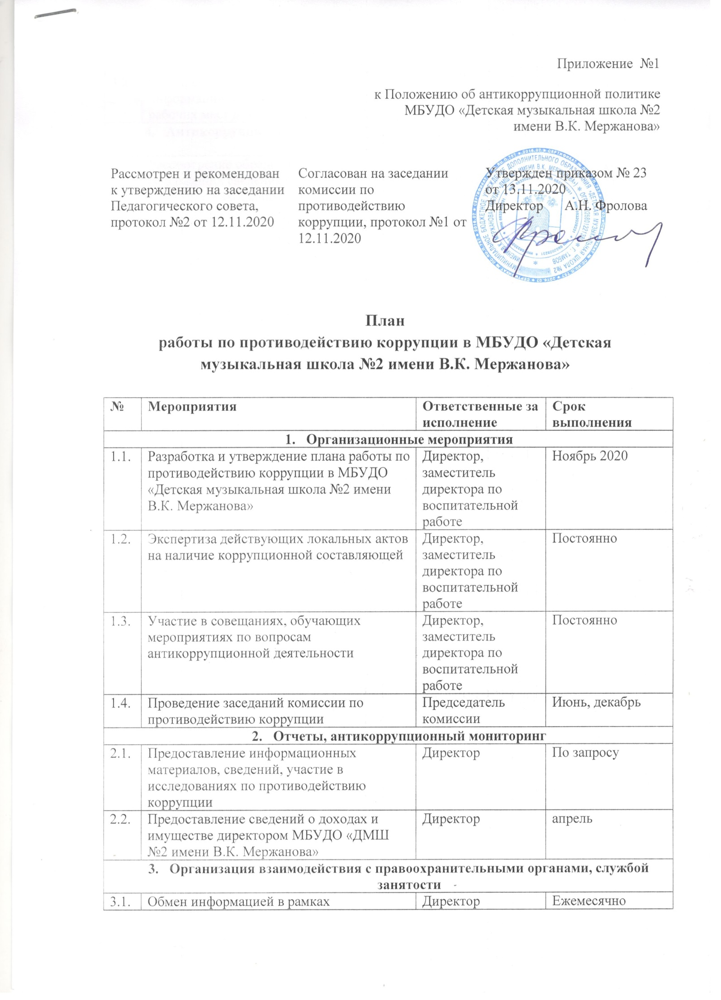 Приложение №1
к Положению об антикоррупционной политике
МБУДО «Детская музыкальная школа №2
имени В.К. Мержанова»
Рассмотрен и рекомендован
к утверждению на заседании
Педагогического совета,
протокол №2 от 12.11.2020
Согласован на заседании
комиссии по
противодействию
коррупции, протокол №1 от
12.11.2020
Утвержден приказом № 23
от 13.11.2020
Директор А.Н. Фролова
План
работы по противодействию коррупции в МБУДО «Детская
музыкальная школа №2 имени В.К. Мержанова»
№ Мероприятия Ответственные за Срок
исполнение выполнения
1. Организационные мероприятия
1.1. Разработка и утверждение плана работы по Директор, Ноябрь 2020
противодействию коррупции в МБУДО заместитель
«Детская музыкальная школа №2 имени директора по
В.К. Мержанова» воспитательной
работе
1.2. Экспертиза действующих локальных актов Директор, Постоянно
на наличие коррупционной составляющей заместитель
директора по
воспитательной
работе
1.3. Участие в совещаниях, обучающих Директор, Постоянно
мероприятиях по вопросам заместитель
антикоррупционной деятельности директора по
воспитательной
работе
1.4. Проведение заседаний комиссии по Председатель Июнь, декабрь
противодействию коррупции комиссии
2. Отчеты, антикоррупционный мониторинг
2.1. Предоставление информационных Директор По запросу
материалов, сведений, участие в
исследованиях по противодействию
коррупции
2.2. Предоставление сведений о доходах и Директор апрель
имуществе директором МБУДО «ДМШ
№2 имени В.К. Мержанова»
3. Организация взаимодействия с правоохранительными органами, службой
занятости
3.1. Обмен информацией в рамках Директор Ежемесячно